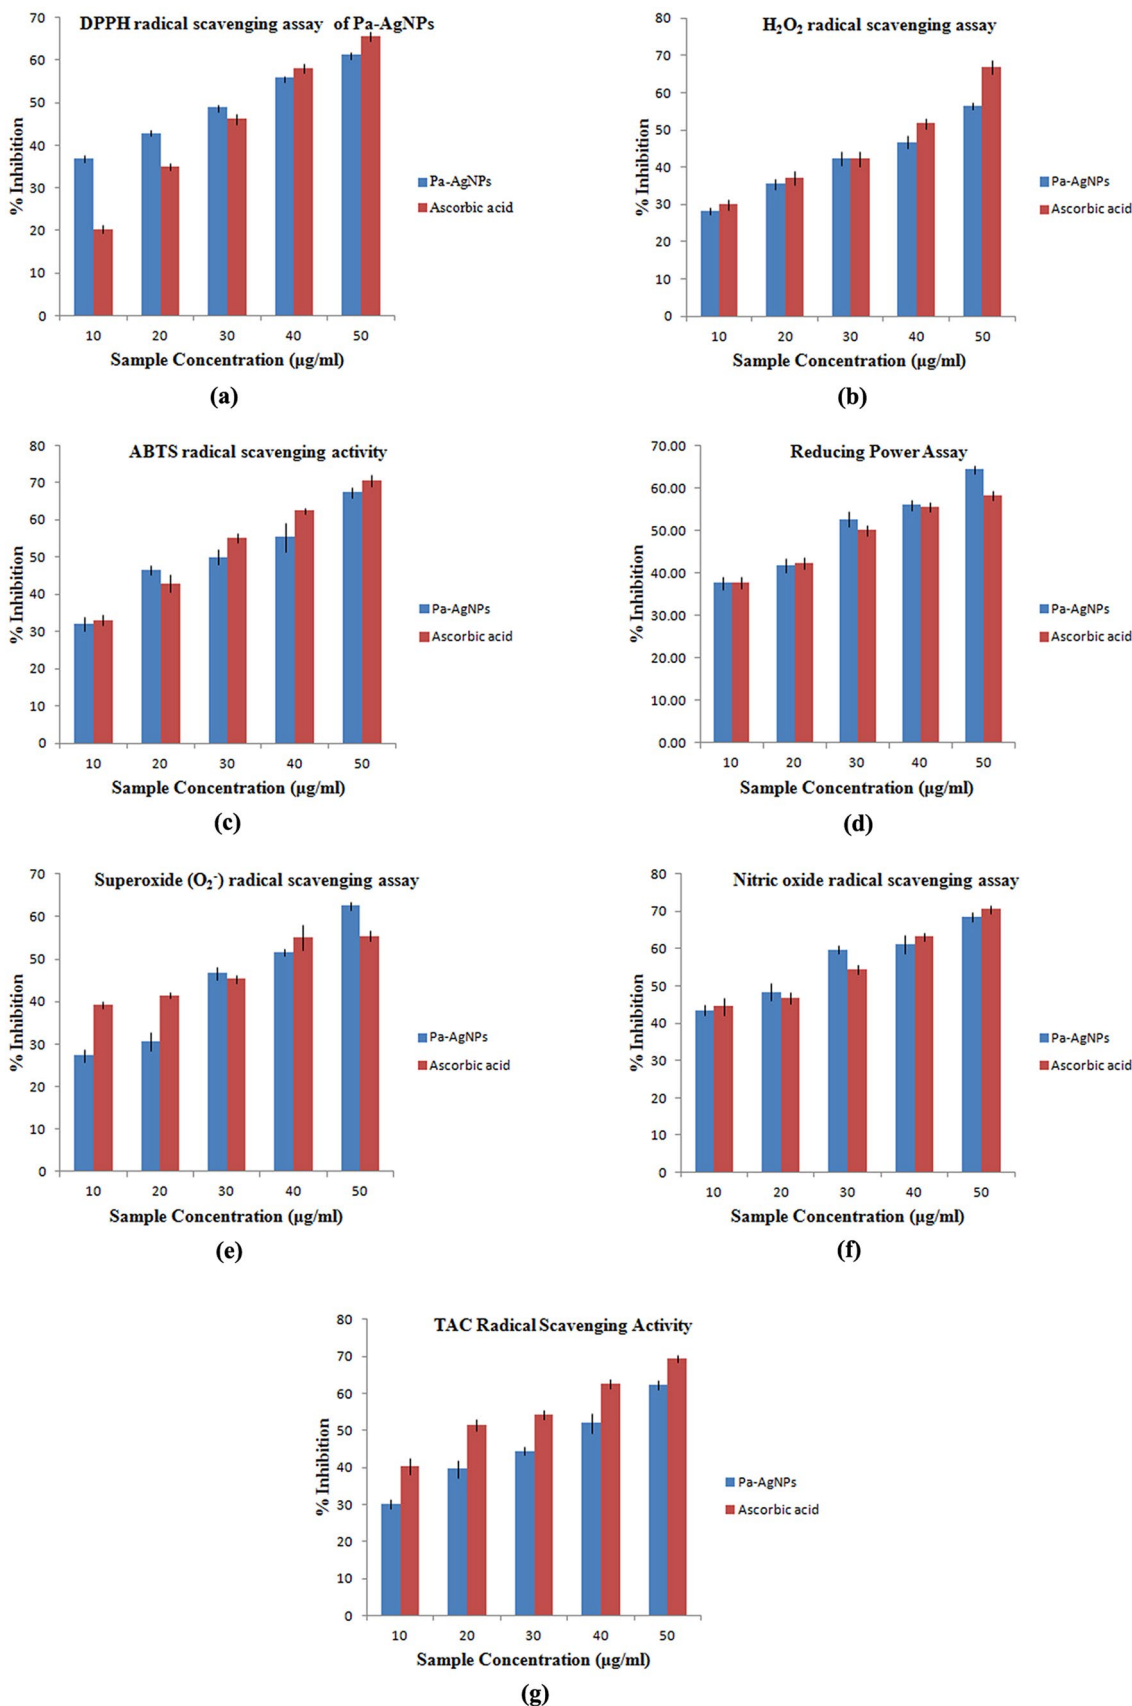 DPPH radical scavenging assay of Pa-AgNPs
70
60
50
40
30
20
10
0
% Inhibition
10 20 30 40 50
Sample Concentration (µg/ml)
Pa-AgNPs
Ascorbic acid
(a)
H₂O₂ radical scavenging assay
80
70
60
50
40
30
20
10
0
% Inhibition
10 20 30 40 50
Sample Concentration (µg/ml)
Pa-AgNPs
Ascorbic acid
(b)
ABTS radical scavenging activity
80
70
60
50
40
30
20
10
0
% Inhibition
10 20 30 40 50
Sample Concentration (µg/ml)
Pa-AgNPs
Ascorbic acid
(c)
Reducing Power Assay
70.00
60.00
50.00
40.00
30.00
20.00
10.00
0.00
% Inhibition
10 20 30 40 50
Sample Concentration (µg/ml)
Pa-AgNPs
Ascorbic acid
(d)
Superoxide (O₂⁻) radical scavenging assay
70
60
50
40
30
20
10
0
% Inhibition
10 20 30 40 50
Sample Concentration (µg/ml)
Pa-AgNPs
Ascorbic acid
(e)
Nitric oxide radical scavenging assay
80
70
60
50
40
30
20
10
0
% Inhibition
10 20 30 40 50
Sample Concentration (µg/ml)
Pa-AgNPs
Ascorbic acid
(f)
TAC Radical Scavenging Activity
80
70
60
50
40
30
20
10
0
% Inhibition
10 20 30 40 50
Sample Concentration (µg/ml)
Pa-AgNPs
Ascorbic acid
(g)